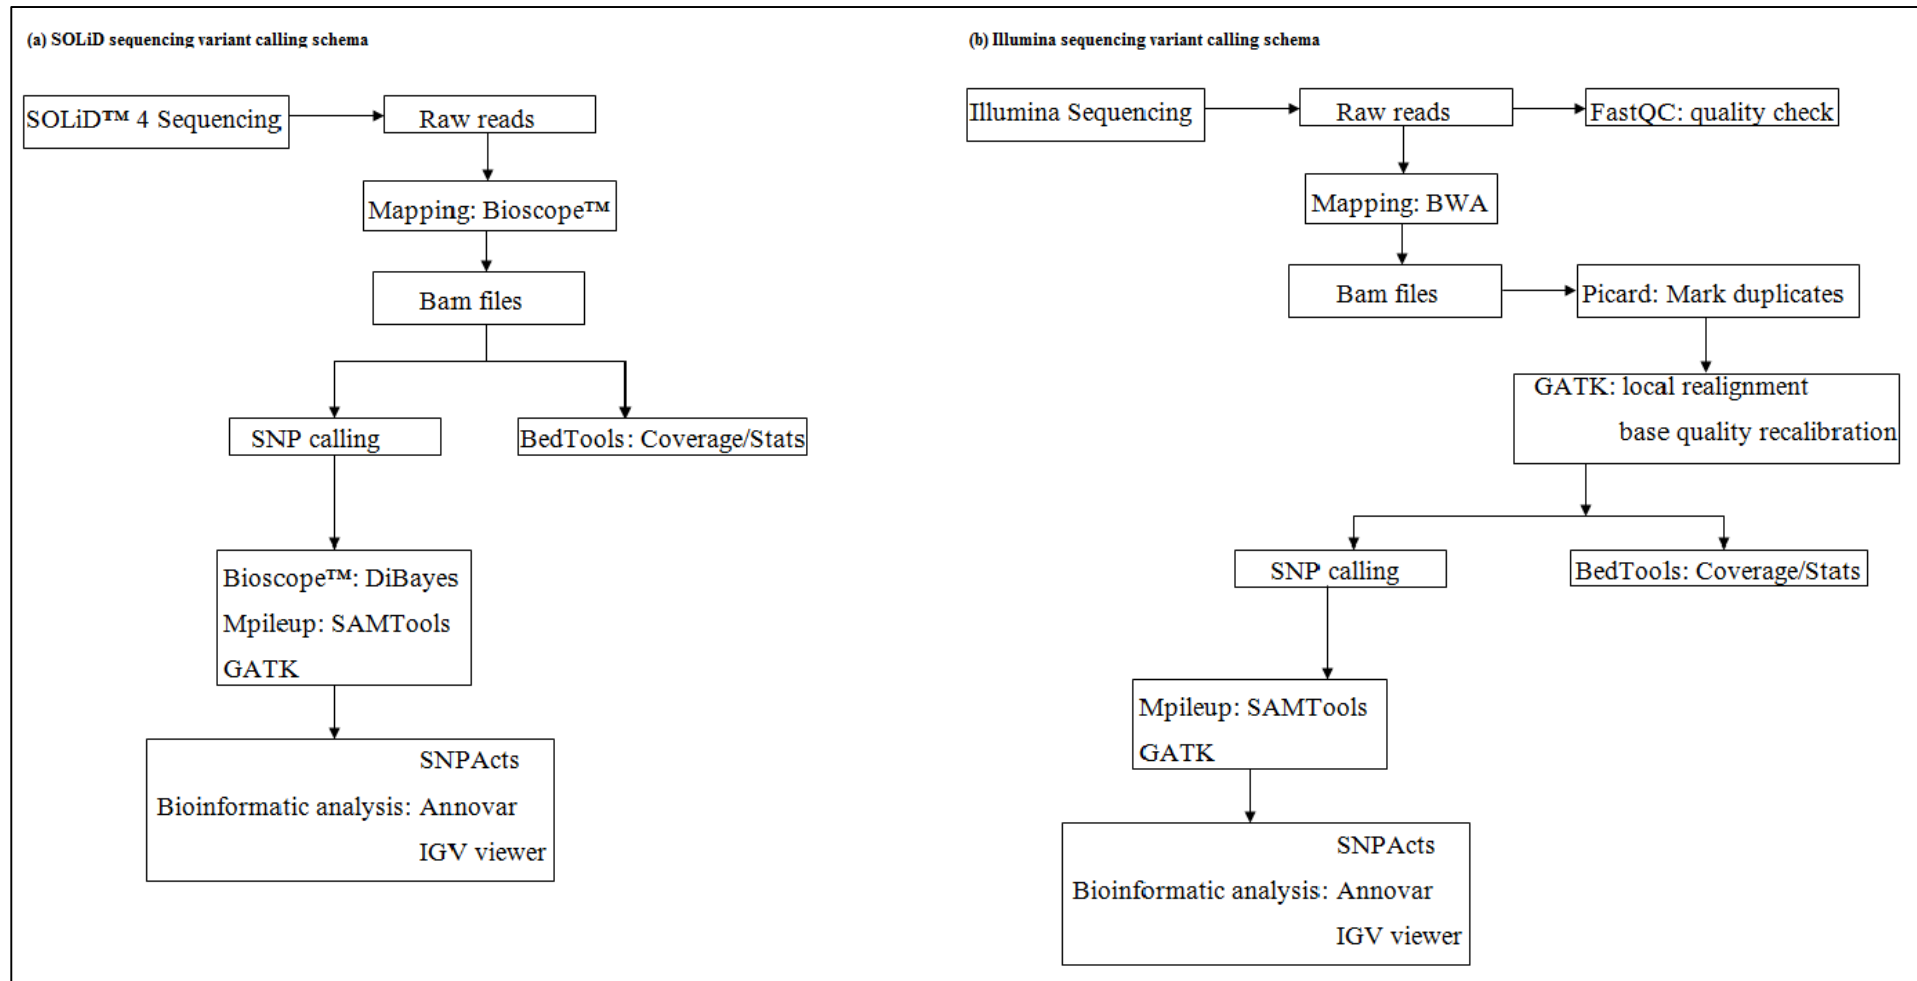 (a) SOLiD sequencing variant calling schema
SOLiD™ 4 Sequencing
Raw reads
Mapping: Bioscope™
Bam files
SNP calling
BedTools: Coverage/Stats
Bioscope™: DiBayes
Mpileup: SAMTools
GATK
SNPActs
Bioinformatic analysis: Annovar
IGV viewer
(b) Illumina sequencing variant calling schema
Illumina Sequencing
Raw reads
FastQC: quality check
Mapping: BWA
Bam files
Picard: Mark duplicates
GATK: local realignment
base quality recalibration
SNP calling
BedTools: Coverage/Stats
Mpileup: SAMTools
GATK
SNPActs
Bioinformatic analysis: Annovar
IGV viewer